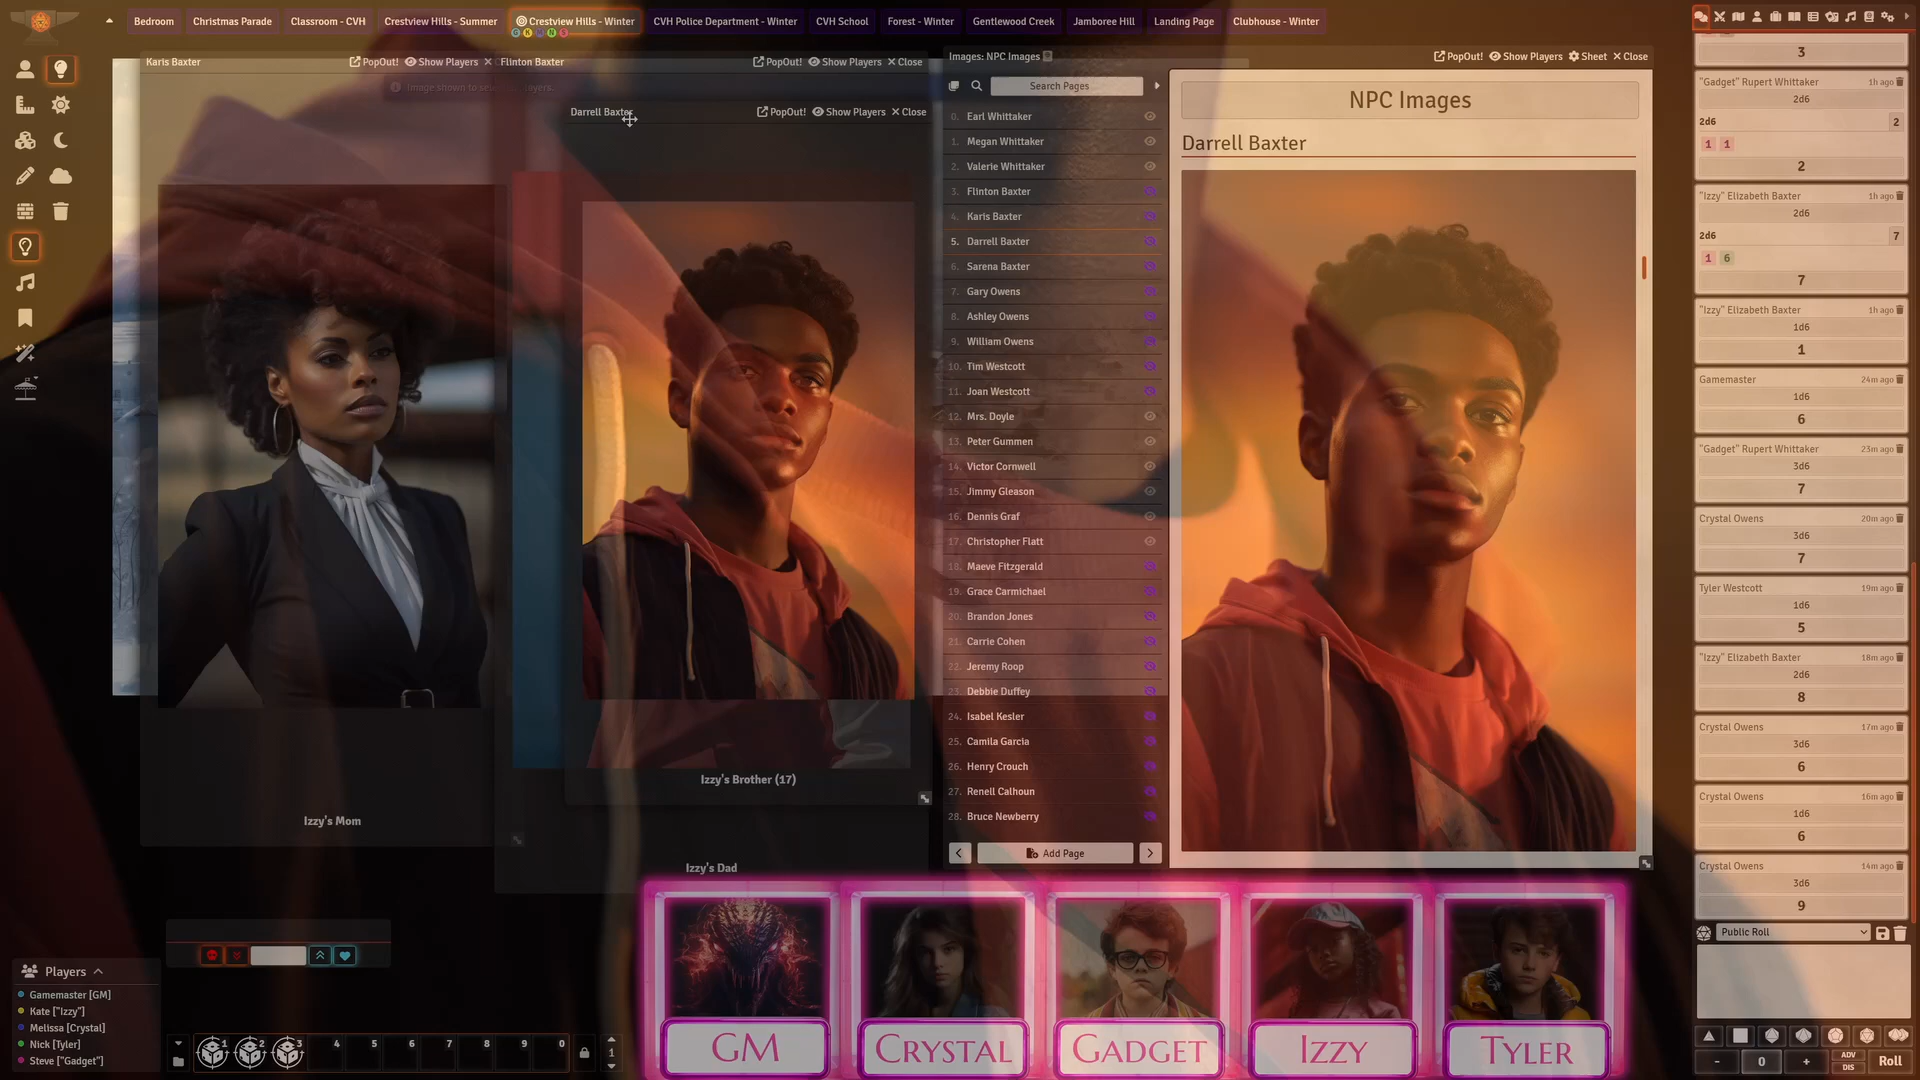 Bedroom
Christmas Parade
Classroom - CVH
Crestview Hills - Summer
Crestview Hills - Winter
CVH Police Department - Winter
CVH School
Forest - Winter
Gentlewood Creek
Jamboree Hill
Landing Page
Clubhouse - Winter
G K M N S
Karis Baxter
PopOut! Show Players
Flinton Baxter
PopOut! Show Players Close
Darrell Baxter
PopOut! Show Players Close
Izzy's Mom
Izzy's Brother (17)
Izzy's Dad
Images: NPC Images
PopOut! Show Players Sheet Close
Search Pages
0. Earl Whittaker
1. Megan Whittaker
2. Valerie Whittaker
3. Flinton Baxter
4. Karis Baxter
5. Darrell Baxter
6. Sarena Baxter
7. Gary Owens
8. Ashley Owens
9. William Owens
10. Tim Westcott
11. Joan Westcott
12. Mrs. Doyle
13. Peter Gummen
14. Victor Cornwell
15. Jimmy Gleason
16. Dennis Graf
17. Christopher Flatt
18. Maeve Fitzgerald
19. Grace Carmichael
20. Brandon Jones
21. Carrie Cohen
22. Jeremy Roop
23. Debbie Duffey
24. Isabel Kesler
25. Camila Garcia
26. Henry Crouch
27. Renell Calhoun
28. Bruce Newberry
Add Page
NPC Images
Darrell Baxter
3
"Gadget" Rupert Whittaker 1h ago
2d6
2d6 2
1 1
2
"Izzy" Elizabeth Baxter 1h ago
2d6
2d6 7
1 6
7
"Izzy" Elizabeth Baxter 1h ago
1d6
1
Gamemaster 24m ago
1d6
6
"Gadget" Rupert Whittaker 23m ago
3d6
7
Crystal Owens 20m ago
3d6
7
Tyler Westcott 19m ago
1d6
5
"Izzy" Elizabeth Baxter 18m ago
2d6
8
Crystal Owens 17m ago
3d6
6
Crystal Owens 16m ago
1d6
6
Crystal Owens 14m ago
3d6
9
Public Roll
- 0 + ADV DIS Roll
Players
Gamemaster [GM]
Kate ["Izzy"]
Melissa [Crystal]
Nick [Tyler]
Steve ["Gadget"]
1 2 3 4 5 6 7 8 9 0
1
GM
Crystal
Gadget
Izzy
Tyler